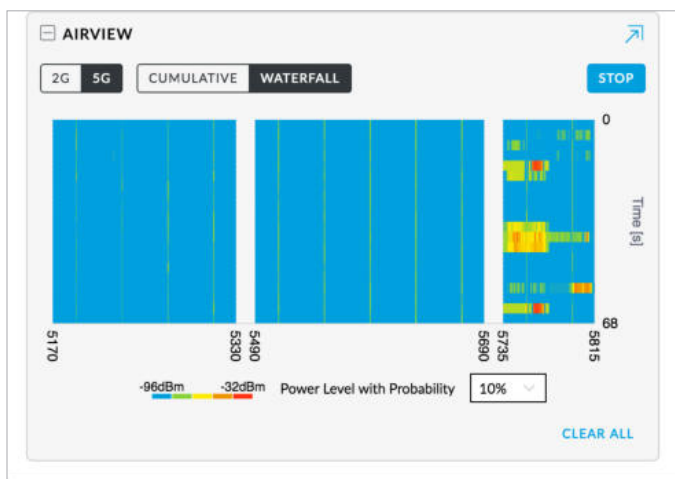 AIRVIEW
2G 5G CUMULATIVE WATERFALL STOP
0
Time [s]
68
5170 5330 5490 5690 5735 5815
-96dBm -32dBm Power Level with Probability 10%
CLEAR ALL